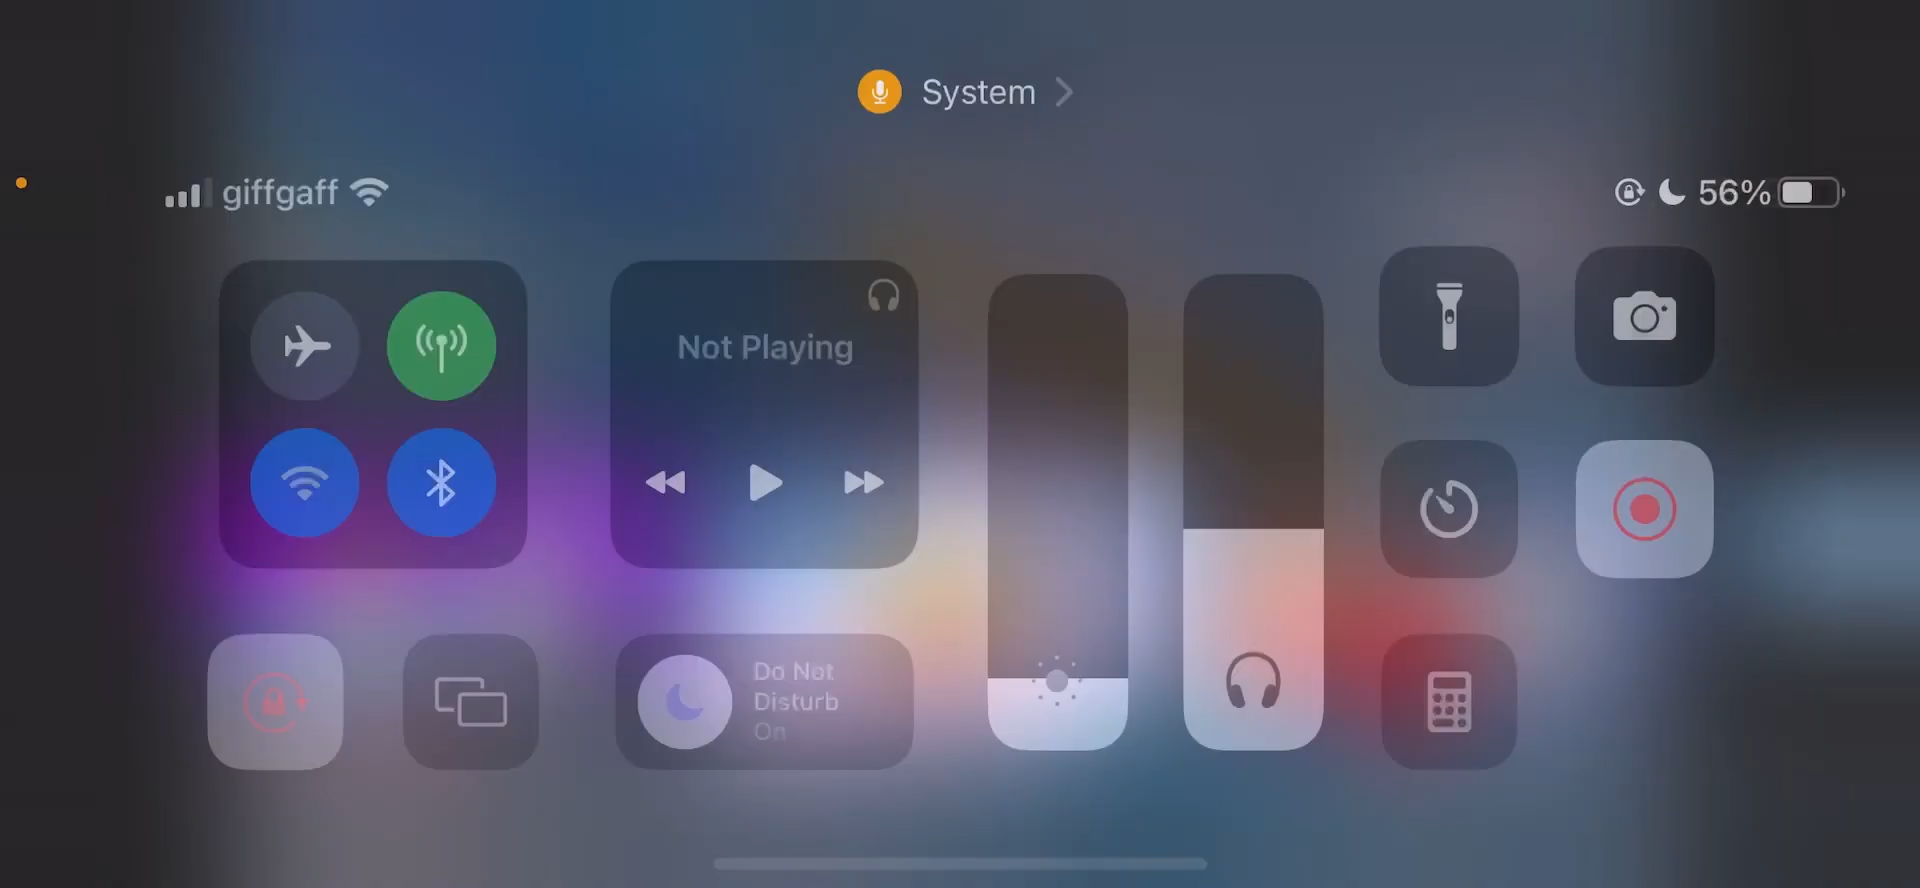 System
giffgaff
56%
Not Playing
Do Not
Disturb
On